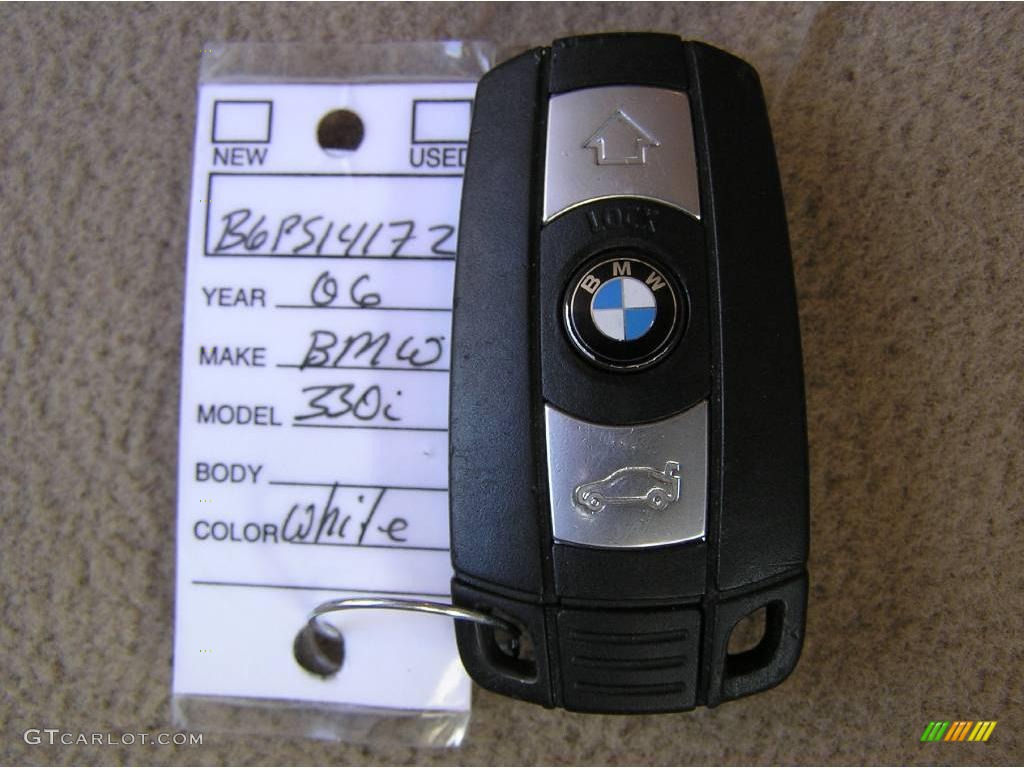 NEW USED
B6PS14172
YEAR 06
MAKE BMW
MODEL 330i
BODY
COLOR White
LOCK
BMW
GTCARLOT.COM